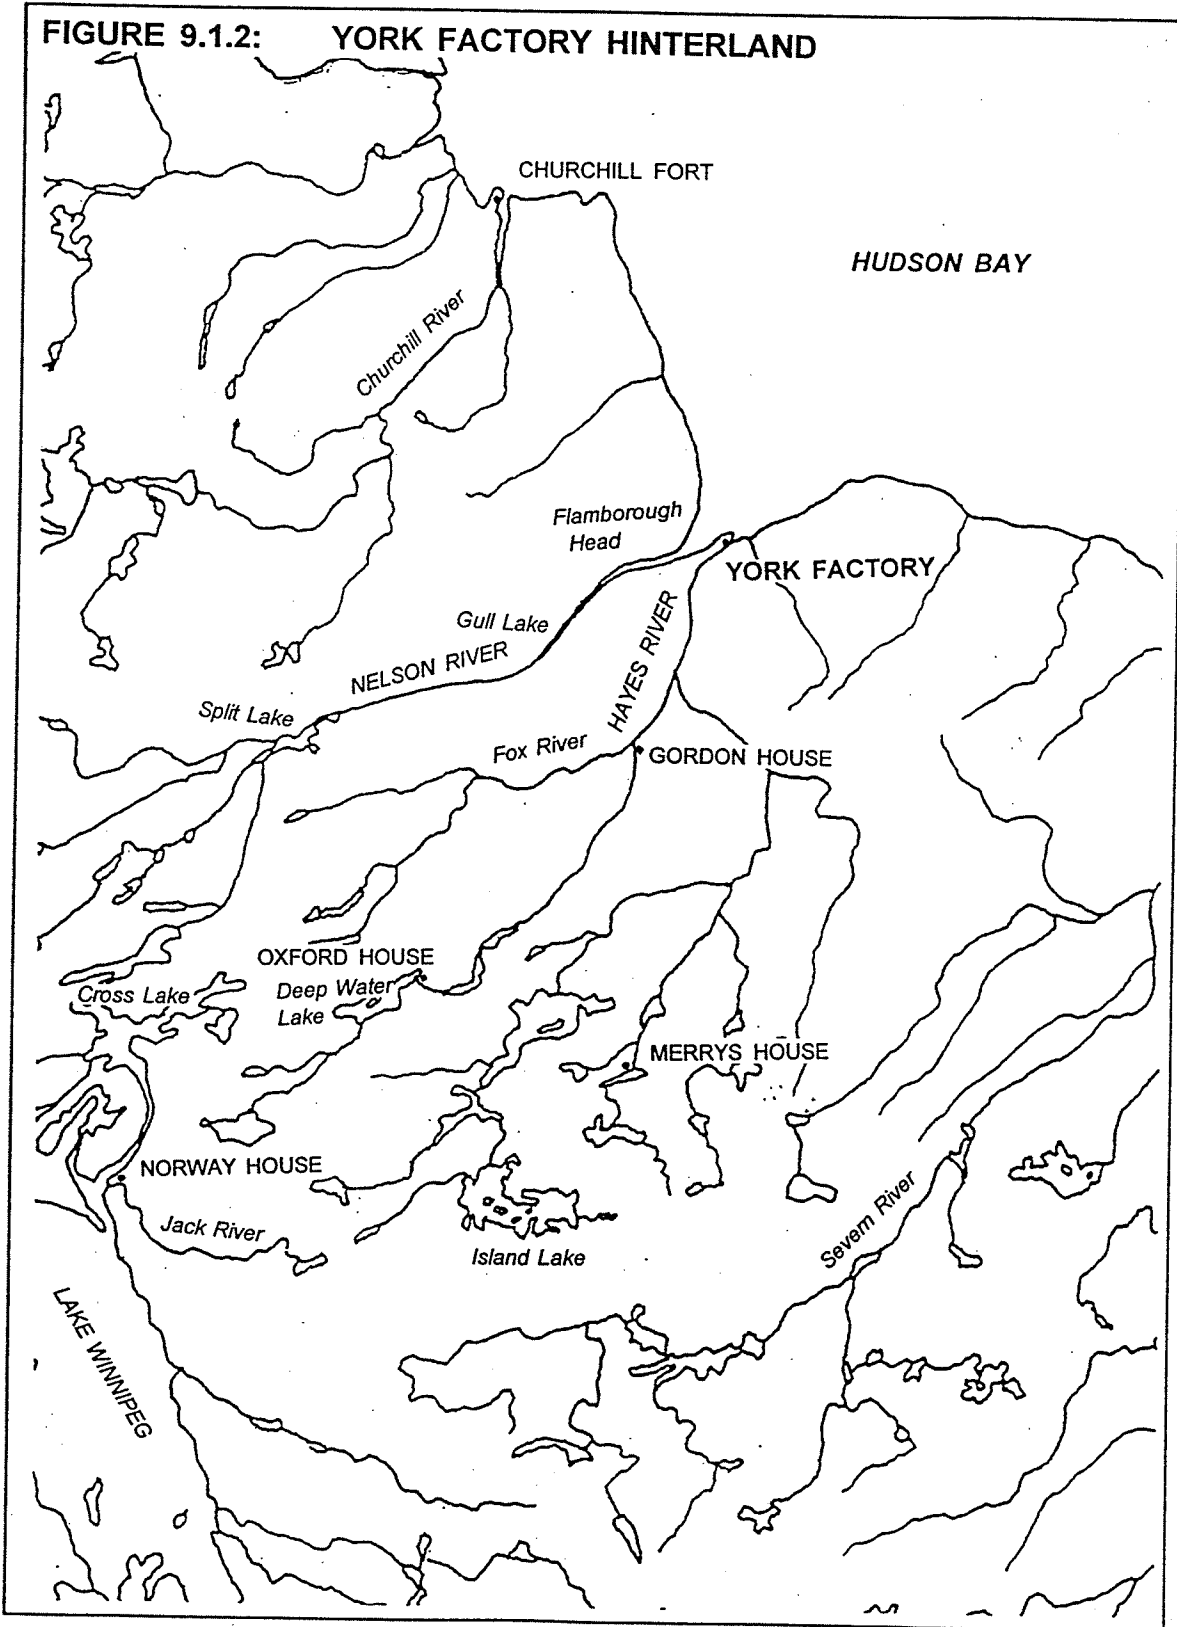 FIGURE 9.1.2: YORK FACTORY HINTERLAND
CHURCHILL FORT
HUDSON BAY
Churchill River
Flamborough
Head
YORK FACTORY
Gull Lake
HAYES RIVER
NELSON RIVER
Split Lake
Fox River
GORDON HOUSE
OXFORD HOUSE
Cross Lake
Deep Water
Lake
MERRYS HOUSE
NORWAY HOUSE
Jack River
Severn River
Island Lake
LAKE WINNIPEG